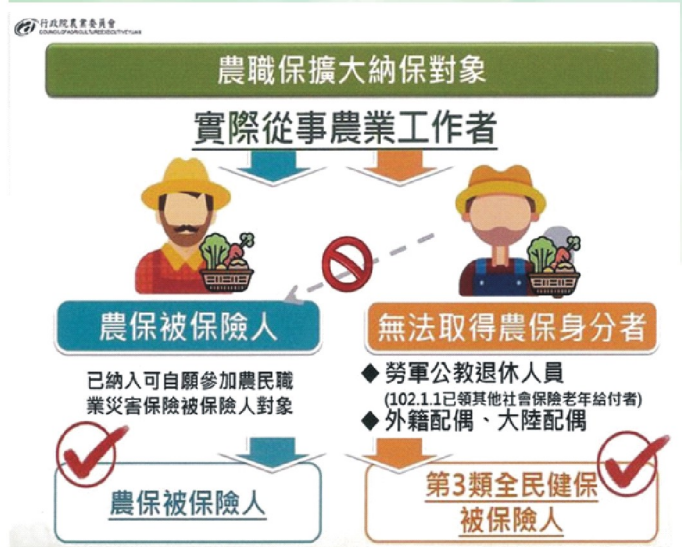 行政院農業委員會
COUNCIL OF AGRICULTURE EXECUTIVE YUAN
農職保擴大納保對象
實際從事農業工作者
農保被保險人
無法取得農保身分者
已納入可自願參加農民職
業災害保險被保險人對象
◆ 勞軍公教退休人員
(102.1.1已領其他社會保險老年給付者)
◆ 外籍配偶、大陸配偶
農保被保險人
第3類全民健保
被保險人